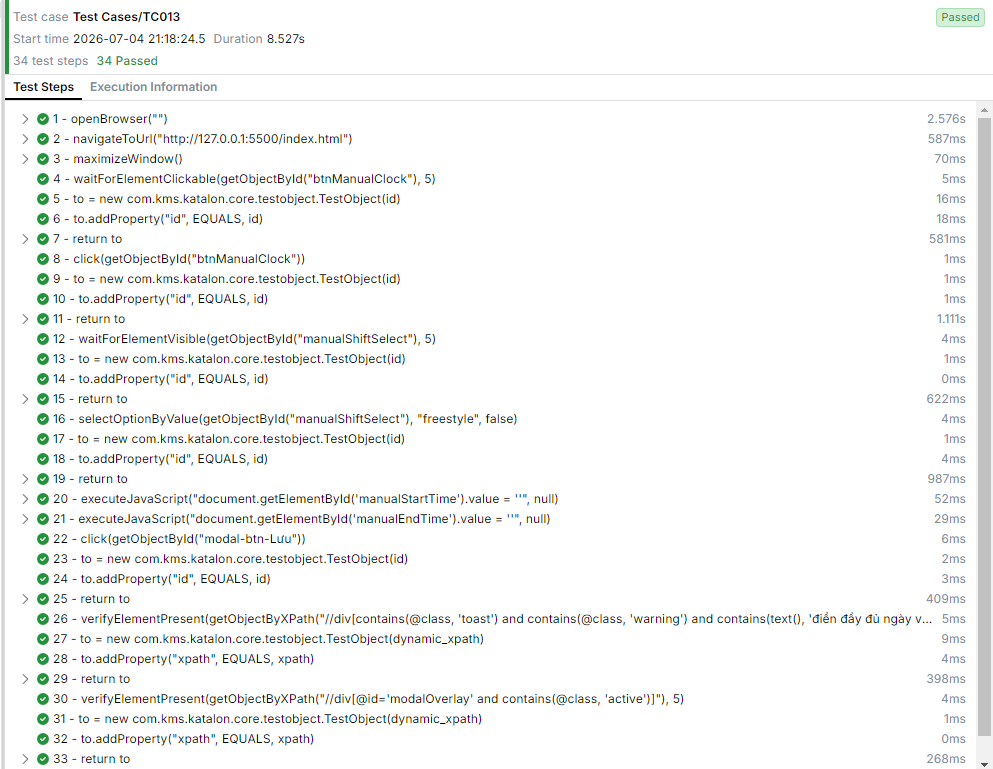 Test case Test Cases/TC013 Passed
Start time 2026-07-04 21:18:24.5 Duration 8.527s
34 test steps 34 Passed
Test Steps Execution Information
1 - openBrowser("") 2.576s
2 - navigateToUrl("http://127.0.0.1:5500/index.html") 587ms
3 - maximizeWindow() 70ms
4 - waitForElementClickable(getObjectById("btnManualClock"), 5) 5ms
5 - to = new com.kms.katalon.core.testobject.TestObject(id) 16ms
6 - to.addProperty("id", EQUALS, id) 18ms
7 - return to 581ms
8 - click(getObjectById("btnManualClock")) 1ms
9 - to = new com.kms.katalon.core.testobject.TestObject(id) 1ms
10 - to.addProperty("id", EQUALS, id) 1ms
11 - return to 1.111s
12 - waitForElementVisible(getObjectById("manualShiftSelect"), 5) 4ms
13 - to = new com.kms.katalon.core.testobject.TestObject(id) 1ms
14 - to.addProperty("id", EQUALS, id) 0ms
15 - return to 622ms
16 - selectOptionByValue(getObjectById("manualShiftSelect"), "freestyle", false) 4ms
17 - to = new com.kms.katalon.core.testobject.TestObject(id) 1ms
18 - to.addProperty("id", EQUALS, id) 4ms
19 - return to 987ms
20 - executeJavaScript("document.getElementById('manualStartTime').value = ''", null) 52ms
21 - executeJavaScript("document.getElementById('manualEndTime').value = ''", null) 29ms
22 - click(getObjectById("modal-btn-Lưu")) 6ms
23 - to = new com.kms.katalon.core.testobject.TestObject(id) 2ms
24 - to.addProperty("id", EQUALS, id) 3ms
25 - return to 409ms
26 - verifyElementPresent(getObjectByXPath("//div[contains(@class, 'toast') and contains(@class, 'warning') and contains(text(), 'điền đầy đủ ngày v... 5ms
27 - to = new com.kms.katalon.core.testobject.TestObject(dynamic_xpath) 9ms
28 - to.addProperty("xpath", EQUALS, xpath) 4ms
29 - return to 398ms
30 - verifyElementPresent(getObjectByXPath("//div[@id='modalOverlay' and contains(@class, 'active')]"), 5) 4ms
31 - to = new com.kms.katalon.core.testobject.TestObject(dynamic_xpath) 1ms
32 - to.addProperty("xpath", EQUALS, xpath) 0ms
33 - return to 268ms